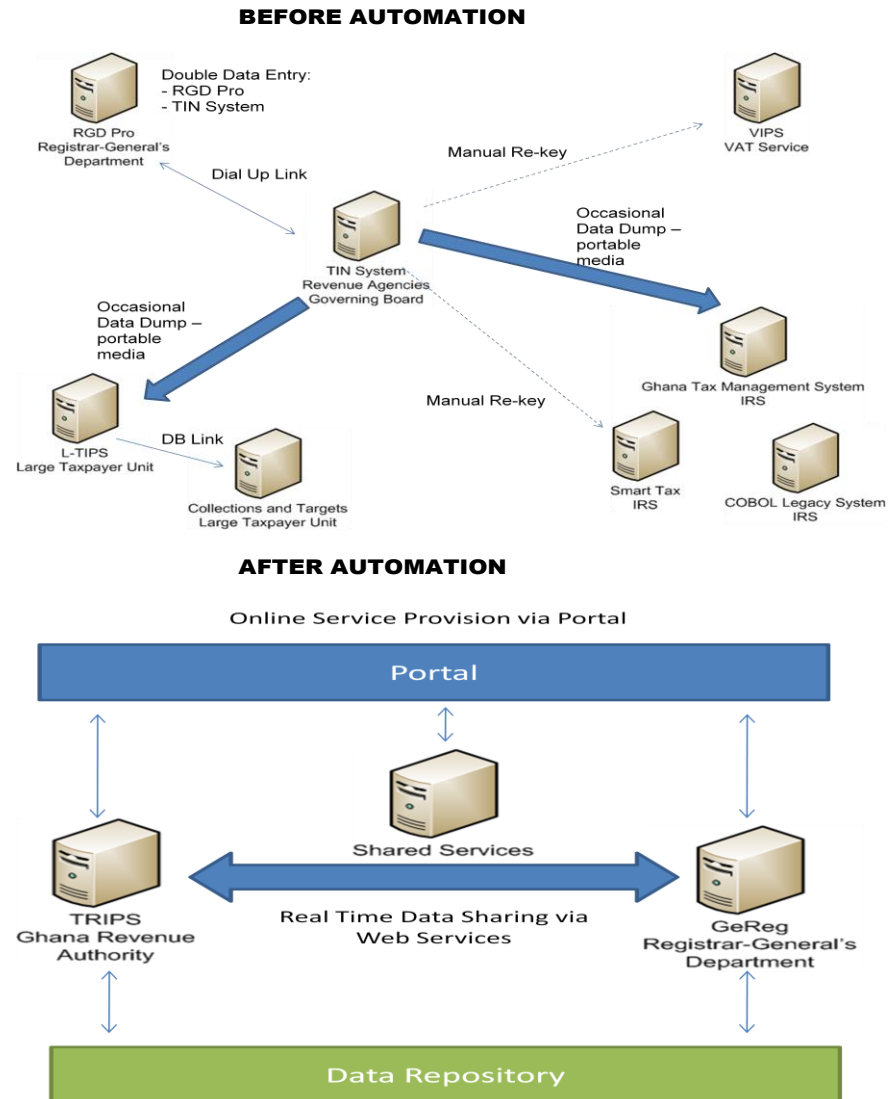 BEFORE AUTOMATION
Double Data Entry:
- RGD Pro
- TIN System
RGD Pro
Registrar-General's
Department
VIPS
VAT Service
Manual Re-key
Dial Up Link
Occasional
Data Dump –
portable
media
TIN System
Revenue Agencies
Governing Board
Occasional
Data Dump –
portable
media
Ghana Tax Management System
IRS
Manual Re-key
DB Link
L-TIPS
Large Taxpayer Unit
Smart Tax
IRS
COBOL Legacy System
IRS
Collections and Targets
Large Taxpayer Unit
AFTER AUTOMATION
Online Service Provision via Portal
Portal
Shared Services
Real Time Data Sharing via
Web Services
TRIPS
Ghana Revenue
Authority
GeReg
Registrar-General's
Department
Data Repository